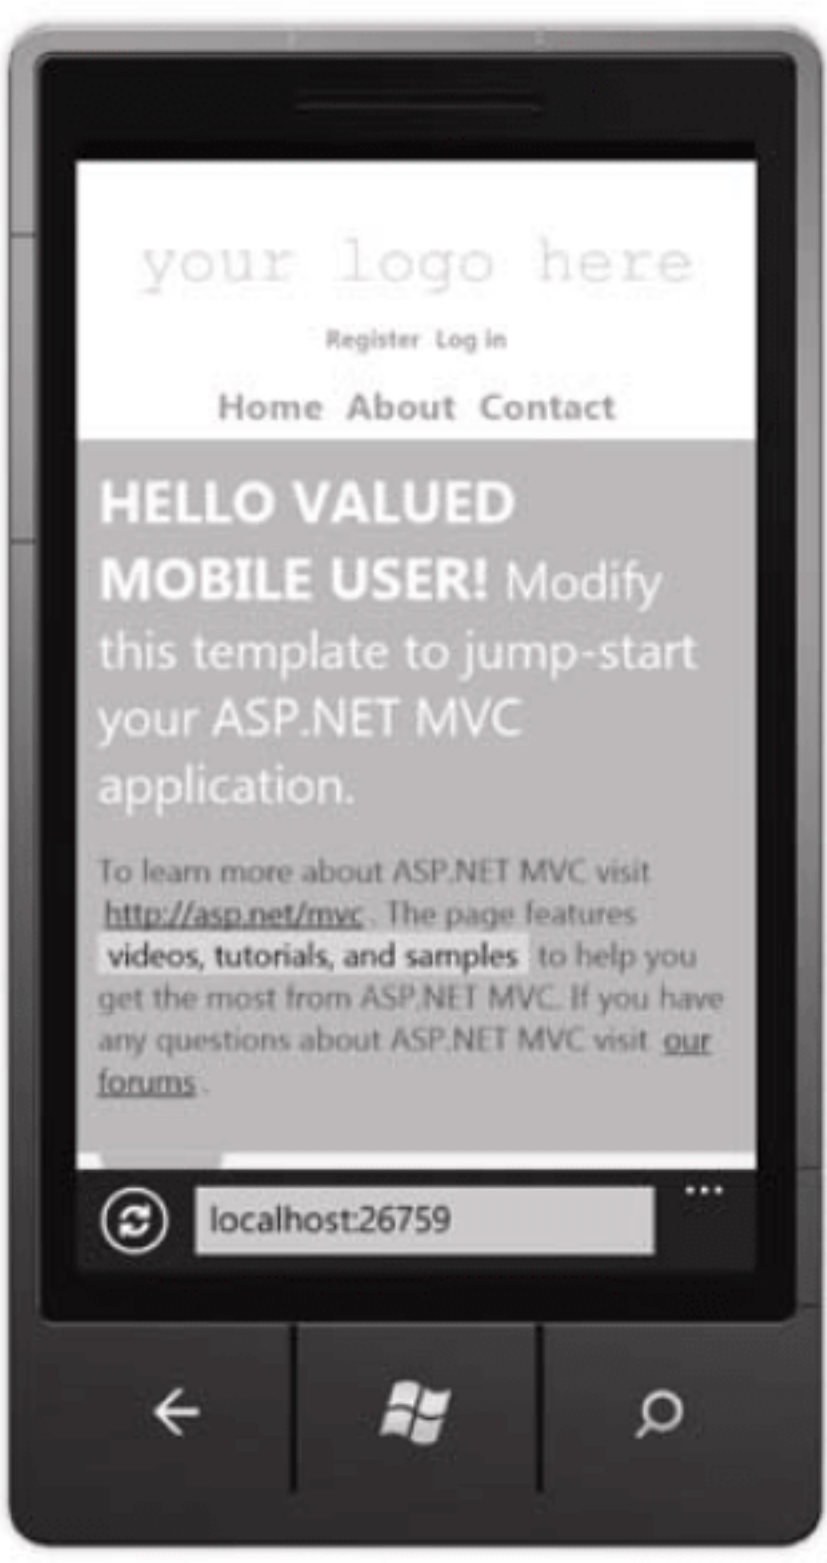 your logo here
Register Log in
Home About Contact
HELLO VALUED
MOBILE USER! Modify
this template to jump-start
your ASP.NET MVC
application.
To learn more about ASP.NET MVC visit
http://asp.net/mvc . The page features
videos, tutorials, and samples to help you
get the most from ASP.NET MVC. If you have
any questions about ASP.NET MVC visit our
forums .
localhost:26759